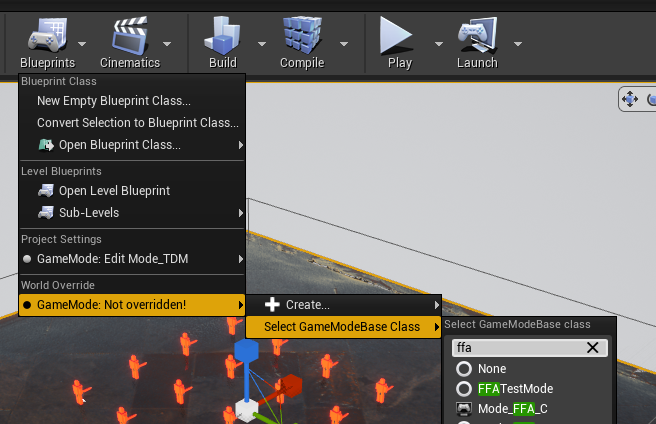 Blueprints Cinematics Build Compile Play Launch
Blueprint Class
New Empty Blueprint Class...
Convert Selection to Blueprint Class...
Open Blueprint Class...
Level Blueprints
Open Level Blueprint
Sub-Levels
Project Settings
GameMode: Edit Mode_TDM
World Override
GameMode: Not overridden!
Create...
Select GameModeBase Class
Select GameModeBase class
ffa
None
FFATestMode
Mode_FFA_C